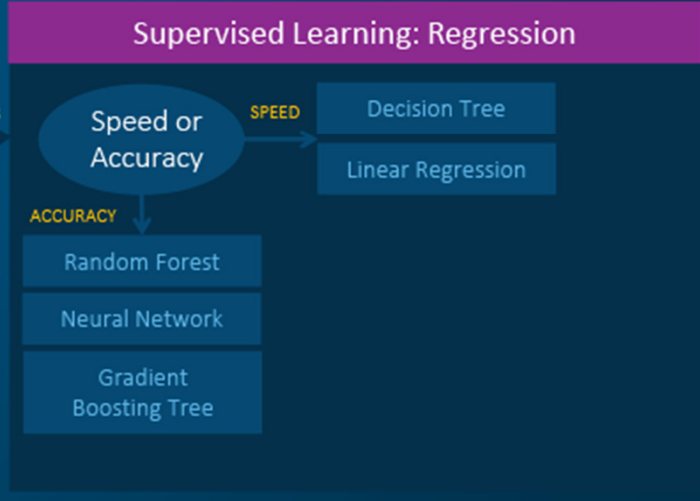 Supervised Learning: Regression
Speed or
Accuracy
SPEED
Decision Tree
Linear Regression
ACCURACY
Random Forest
Neural Network
Gradient
Boosting Tree